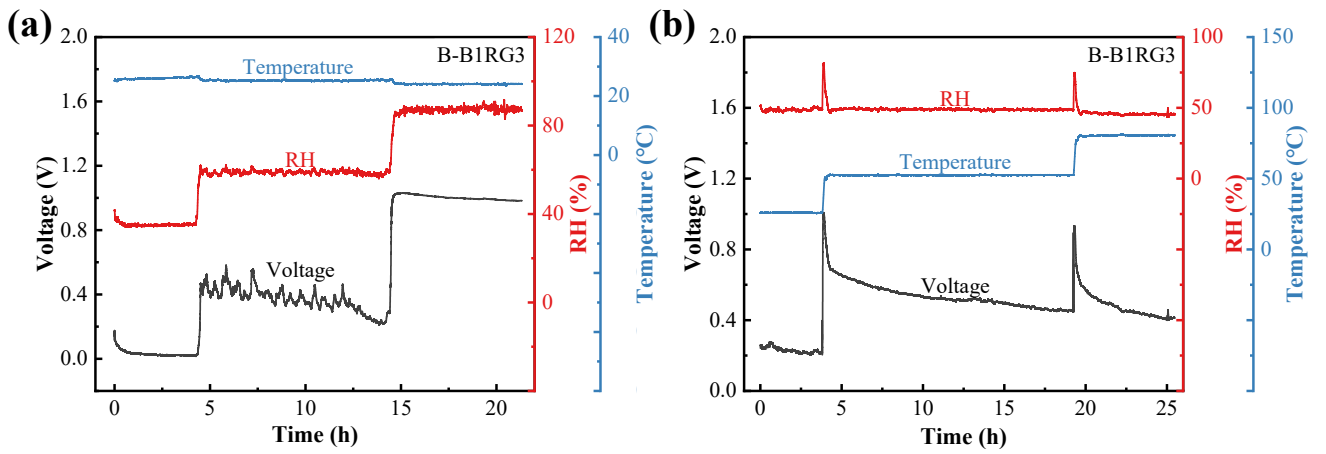 (a)
2.0
1.6
1.2
0.8
0.4
0.0
Voltage (V)
B-B1RG3
Temperature
RH
Voltage
0
5
10
15
20
Time (h)
120
80
40
0
RH (%)
40
20
0
Temperature (°C)
(b)
2.0
1.6
1.2
0.8
0.4
0.0
Voltage (V)
B-B1RG3
RH
Temperature
Voltage
0
5
10
15
20
25
Time (h)
100
50
0
RH (%)
150
100
50
0
Temperature (°C)